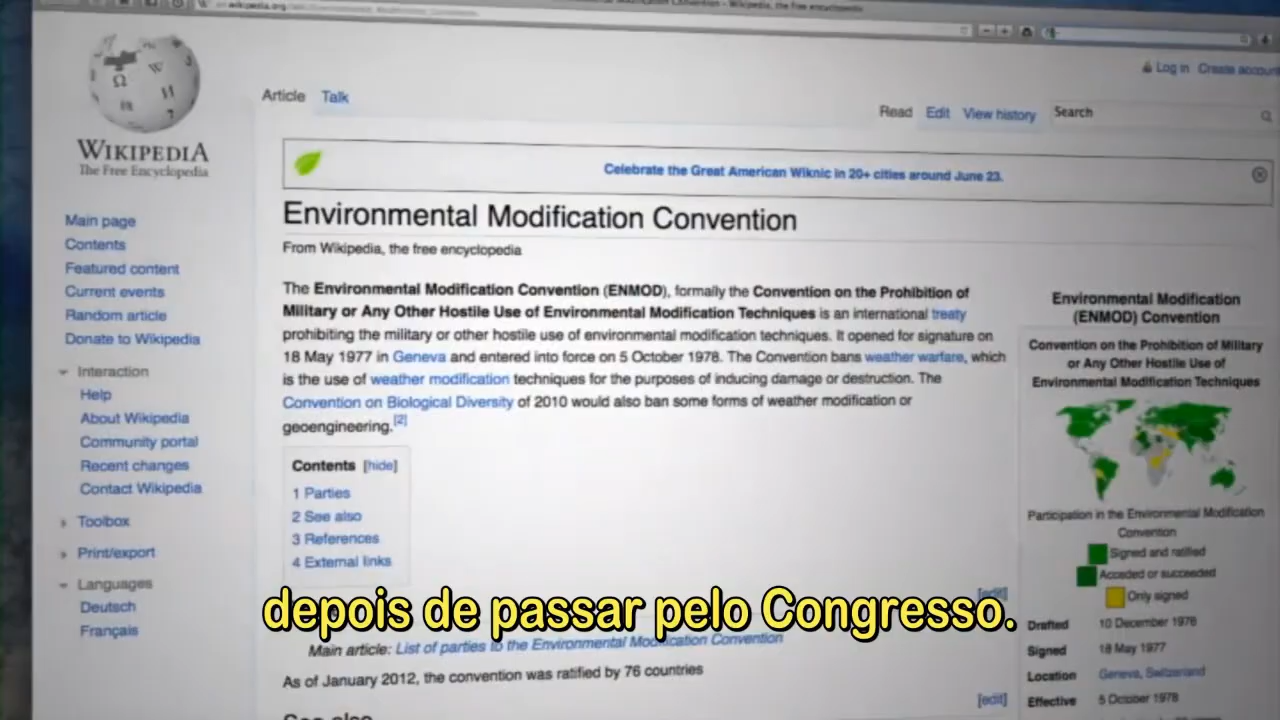 Wikipedia, the free encyclopedia
Log in Create account
Article Talk
Read Edit View history
Search
WIKIPEDIA
The Free Encyclopedia
Celebrate the Great American Wiknic in 20+ cities around June 23.
Main page
Contents
Featured content
Current events
Random article
Donate to Wikipedia
Interaction
Help
About Wikipedia
Community portal
Recent changes
Contact Wikipedia
Toolbox
Print/export
Languages
Deutsch
Français
Environmental Modification Convention
From Wikipedia, the free encyclopedia
The Environmental Modification Convention (ENMOD), formally the Convention on the Prohibition of
Military or Any Other Hostile Use of Environmental Modification Techniques is an international treaty
prohibiting the military or other hostile use of environmental modification techniques. It opened for signature on
18 May 1977 in Geneva and entered into force on 5 October 1978. The Convention bans weather warfare, which
is the use of weather modification techniques for the purposes of inducing damage or destruction. The
Convention on Biological Diversity of 2010 would also ban some forms of weather modification or
geoengineering.[2]
Contents [hide]
1 Parties
2 See also
3 References
4 External links
[edit]
depois de passar pelo Congresso.
Main article: List of parties to the Environmental Modification Convention
As of January 2012, the convention was ratified by 76 countries
[edit]
See also
Environmental Modification
(ENMOD) Convention
Convention on the Prohibition of Military
or Any Other Hostile Use of
Environmental Modification Techniques
Participation in the Environmental Modification
Convention
Signed and ratified
Acceded or succeeded
Only signed
Drafted 10 December 1976
Signed 18 May 1977
Location Geneva, Switzerland
Effective 5 October 1978